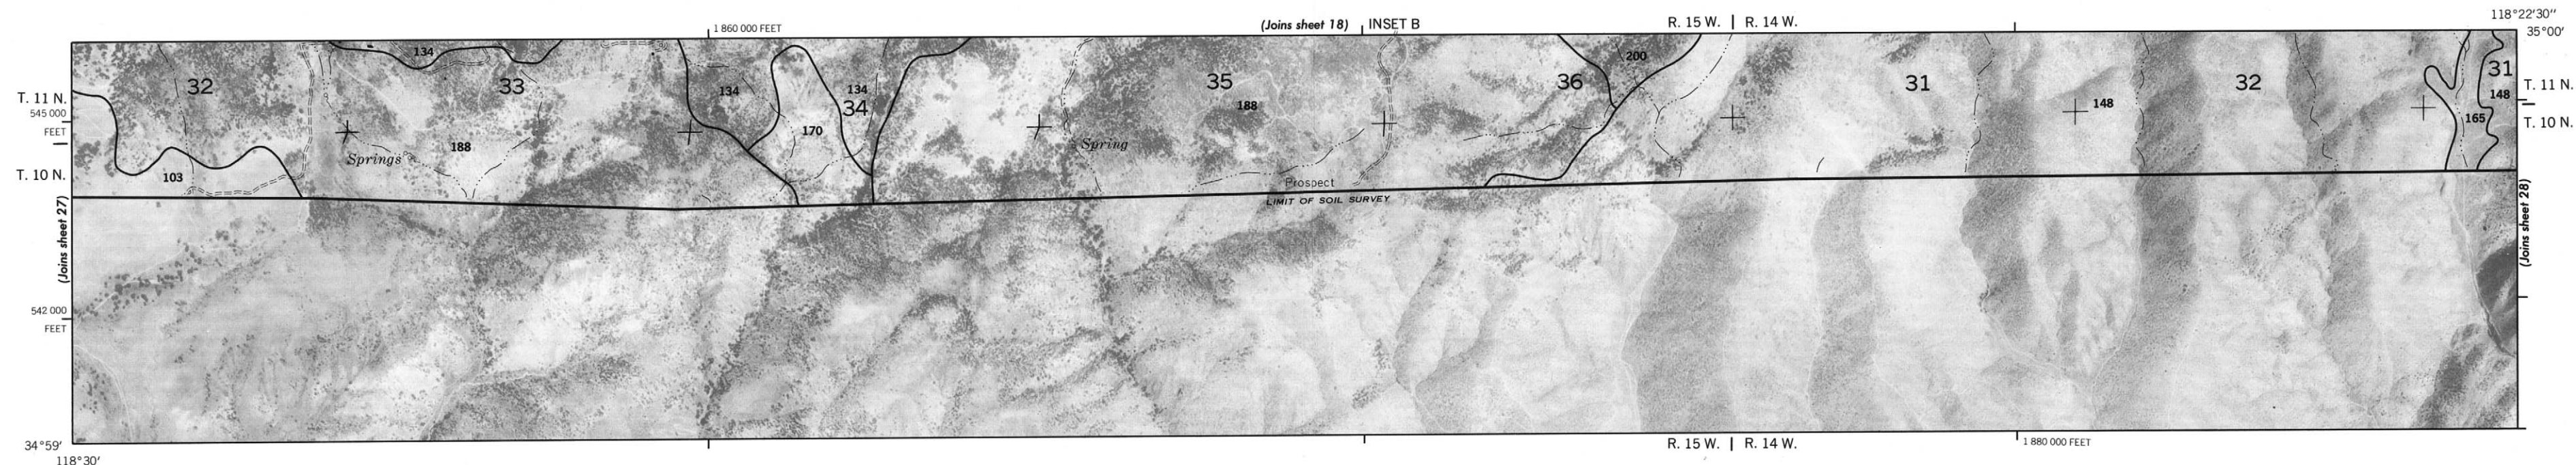 (Joins sheet 18) INSET B
R. 15 W. | R. 14 W.
118°22'30"
35°00'
1 860 000 FEET
T. 11 N.
545 000
FEET
T. 10 N.
32
103
134
33
188
Springs
134
170
134
34
35
188
Spring
Prospect
LIMIT OF SOIL SURVEY
36
200
31
148
32
31
148
165
T. 11 N.
T. 10 N.
(Joins sheet 27)
(Joins sheet 28)
542 000
FEET
34°59'
118°30'
R. 15 W. | R. 14 W.
1 880 000 FEET